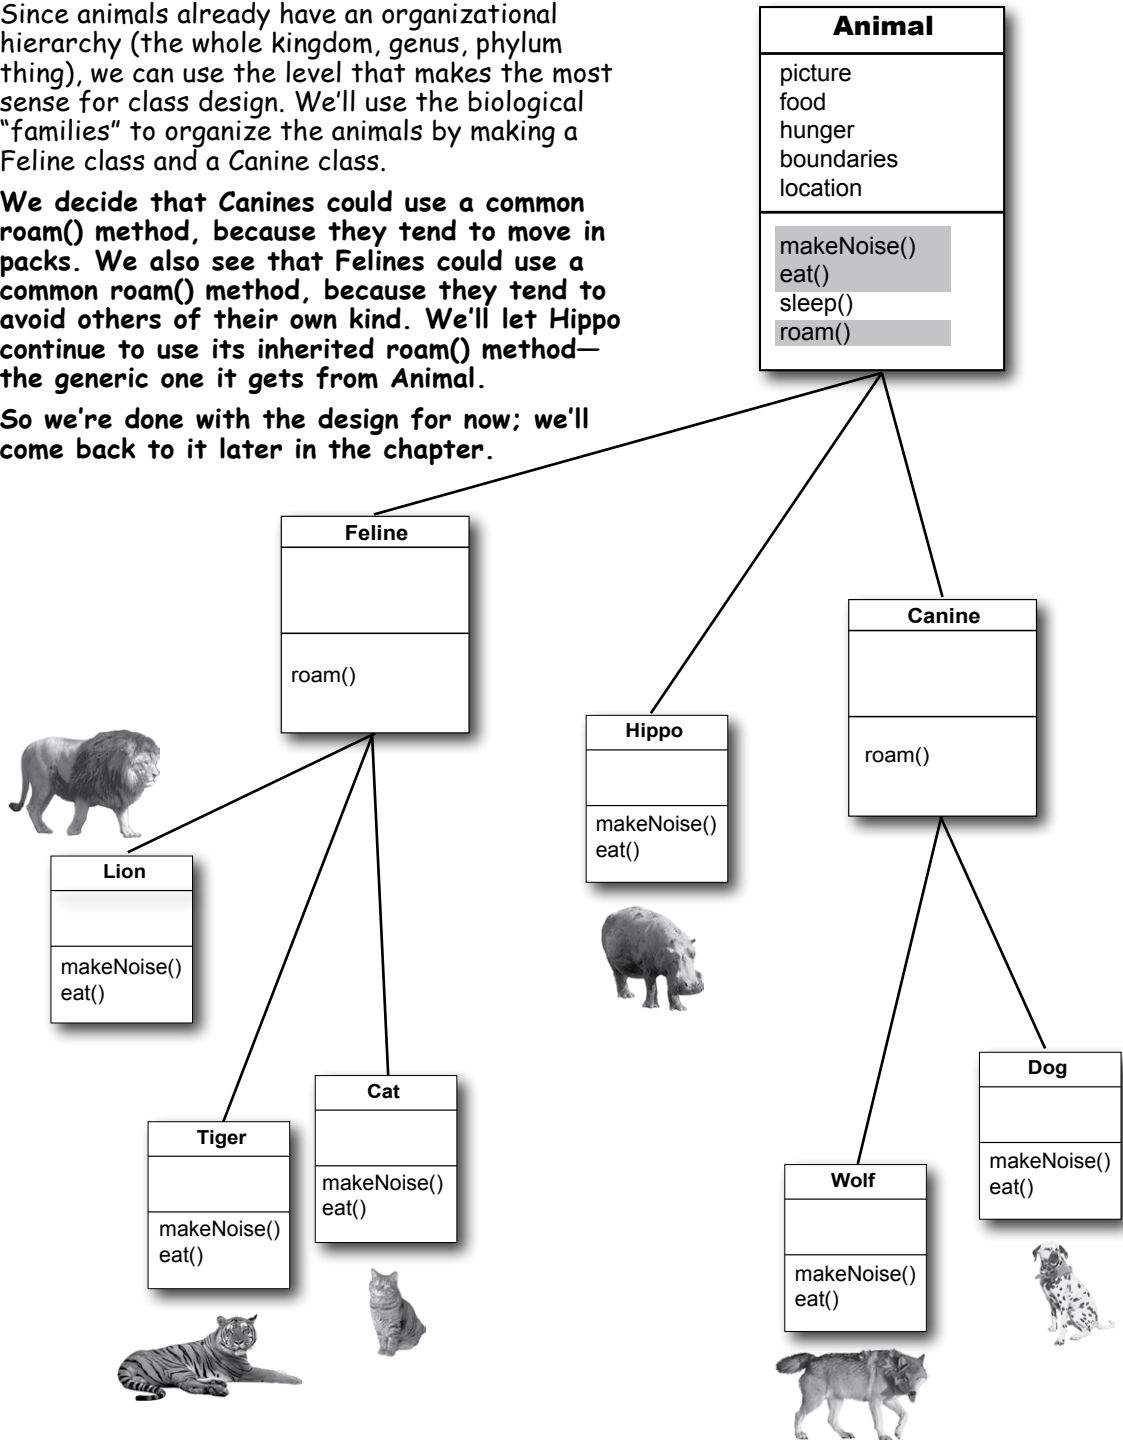 Since animals already have an organizational
hierarchy (the whole kingdom, genus, phylum
thing), we can use the level that makes the most
sense for class design. We’ll use the biological
“families” to organize the animals by making a
Feline class and a Canine class.
We decide that Canines could use a common
roam() method, because they tend to move in
packs. We also see that Felines could use a
common roam() method, because they tend to
avoid others of their own kind. We’ll let Hippo
continue to use its inherited roam() method—
the generic one it gets from Animal.
So we’re done with the design for now; we’ll
come back to it later in the chapter.
Animal
picture
food
hunger
boundaries
location
makeNoise()
eat()
sleep()
roam()
Feline
roam()
Canine
roam()
Hippo
makeNoise()
eat()
Lion
makeNoise()
eat()
Tiger
makeNoise()
eat()
Cat
makeNoise()
eat()
Wolf
makeNoise()
eat()
Dog
makeNoise()
eat()